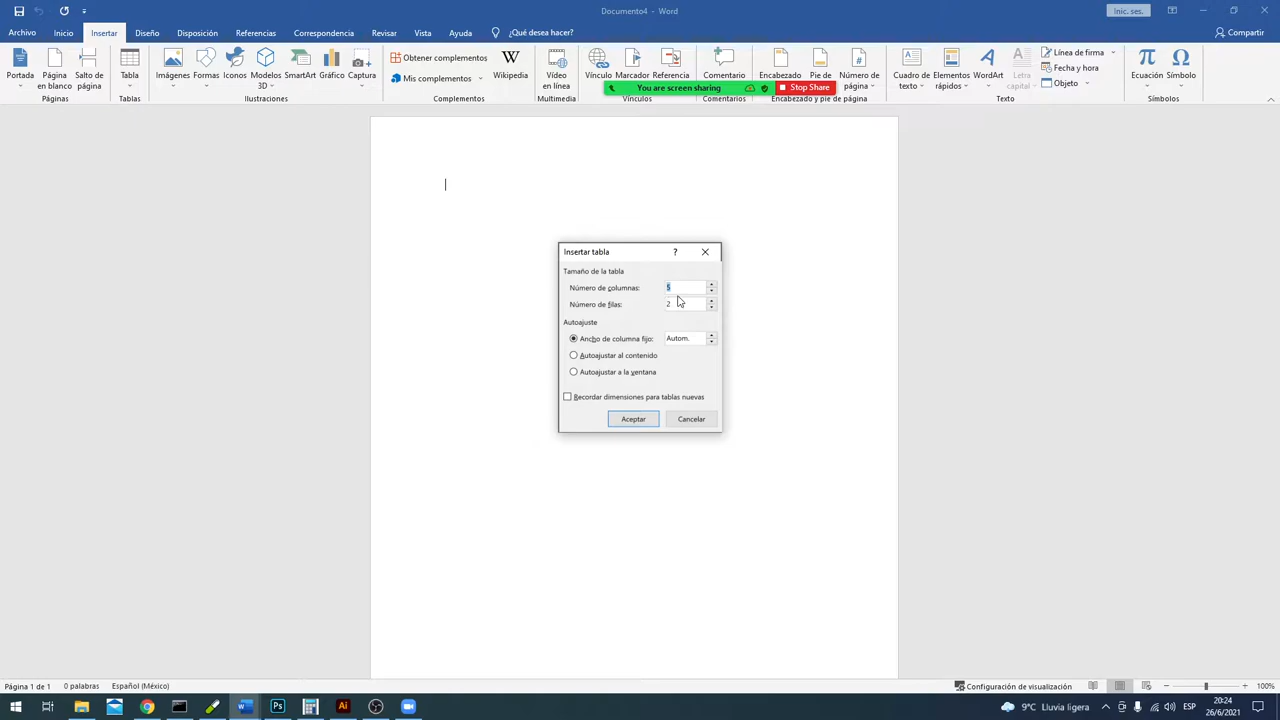 Documento4 - Word
Inic. ses.
Archivo Inicio Insertar Diseño Disposición Referencias Correspondencia Revisar Vista Ayuda ¿Qué desea hacer? Compartir
Portada
Página en blanco
Salto de página
Páginas
Tabla
Tablas
Imágenes
Formas
Iconos
Modelos 3D
SmartArt
Gráfico
Captura
Ilustraciones
Obtener complementos
Mis complementos
W
Wikipedia
Complementos
Vídeo en línea
Multimedia
Vínculo
Marcador
Referencia
Vínculos
You are screen sharing
Stop Share
Comentario
Comentarios
Encabezado
Pie de
Número de página
Encabezado y pie de página
Cuadro de texto
Elementos rápidos
WordArt
Letra capital
Línea de firma
Fecha y hora
Objeto
Texto
π
Ecuación
Ω
Símbolo
Símbolos
Insertar tabla ?
Tamaño de la tabla
Número de columnas: 5
Número de filas: 2
Autoajuste
Ancho de columna fijo: Autom.
Autoajustar al contenido
Autoajustar a la ventana
Recordar dimensiones para tablas nuevas
Aceptar Cancelar
Página 1 de 1 0 palabras Español (México) Configuración de visualización 100%
Ps Ai
9°C Lluvia ligera ESP
20:24
26/6/2021